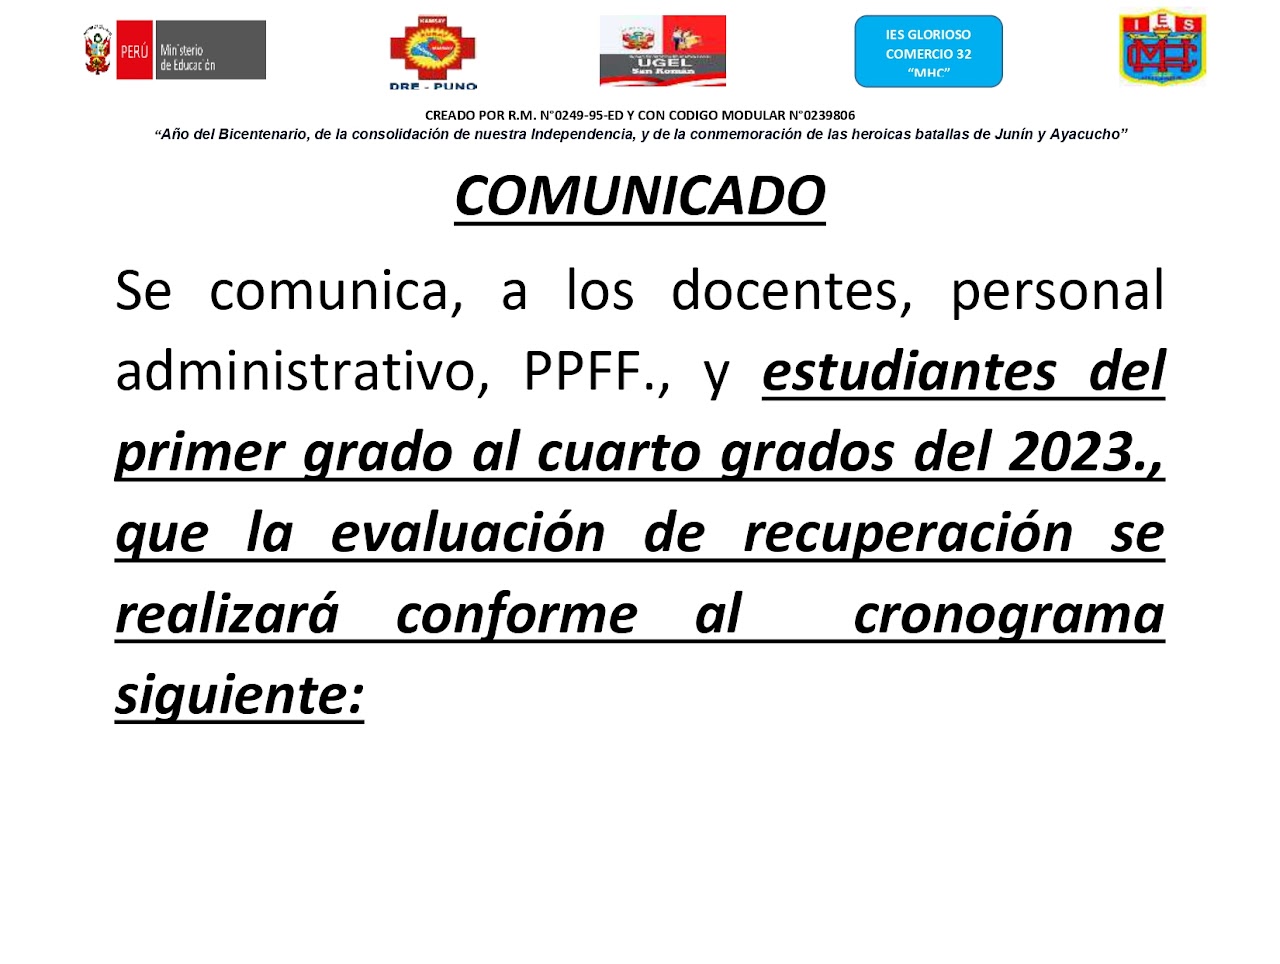 PERÚ
Ministerio
de Educación
KAMISAY
DRE - PUNO
UGEL
San Román
IES GLORIOSO
COMERCIO 32
“MHC”
I E S
CREADO POR R.M. N°0249-95-ED Y CON CODIGO MODULAR N°0239806
“Año del Bicentenario, de la consolidación de nuestra Independencia, y de la conmemoración de las heroicas batallas de Junín y Ayacucho”
COMUNICADO
Se comunica, a los docentes, personal
administrativo, PPFF., y estudiantes del
primer grado al cuarto grados del 2023.,
que la evaluación de recuperación se
realizará conforme al cronograma
siguiente: